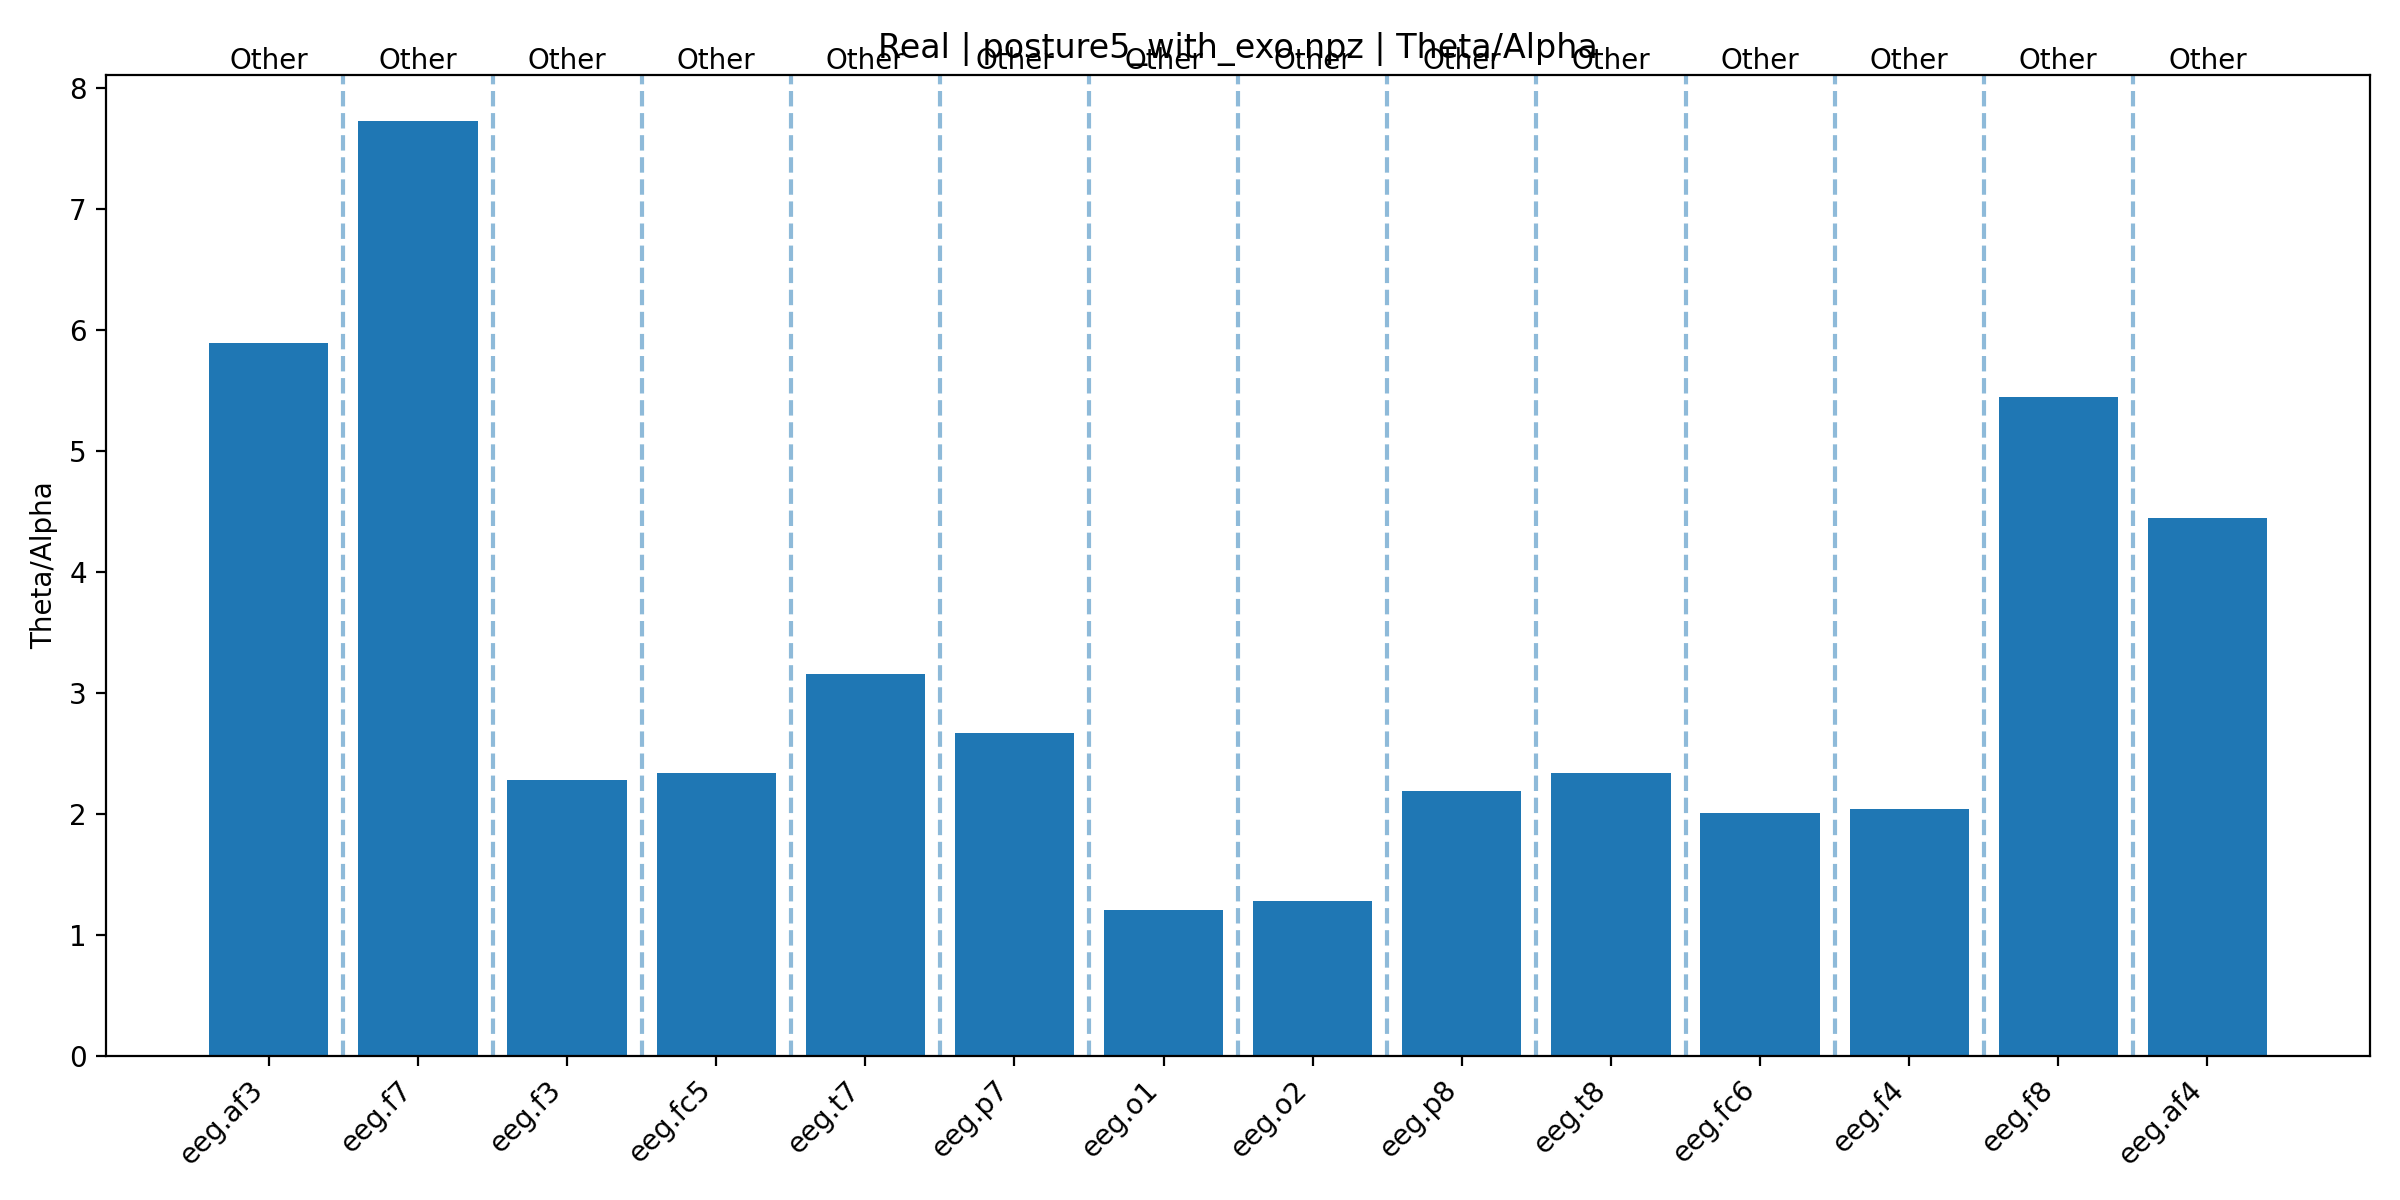 Real | posture5_with_exo.npz | Theta/Alpha
Other Other Other Other Other Other Other Other Other Other Other Other Other Other
8
7
6
5
4
3
2
1
0
Theta/Alpha
eeg.af3 eeg.f7 eeg.f3 eeg.fc5 eeg.t7 eeg.p7 eeg.o1 eeg.o2 eeg.p8 eeg.t8 eeg.fc6 eeg.f4 eeg.f8 eeg.af4